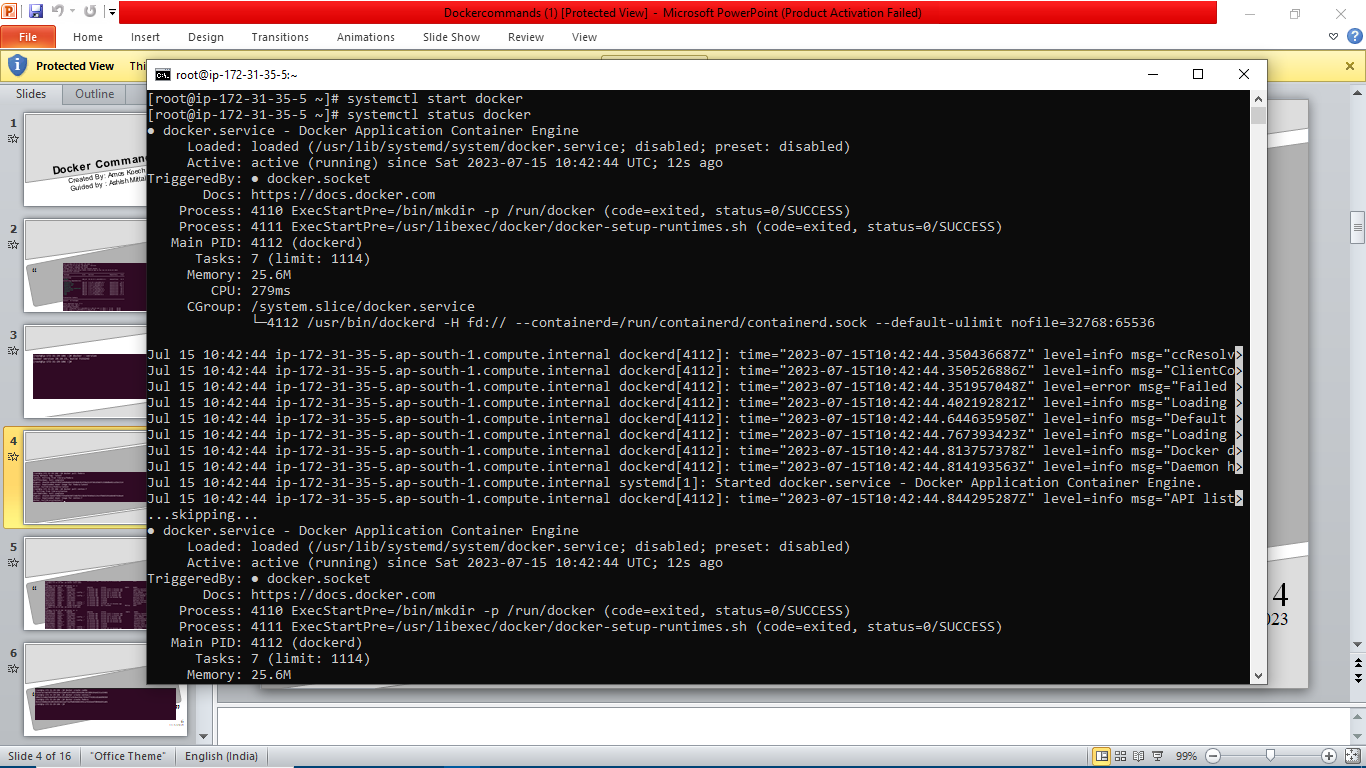 Dockercommands (1) [Protected View] - Microsoft PowerPoint (Product Activation Failed)
File Home Insert Design Transitions Animations Slide Show Review View
Protected View Thi
root@ip-172-31-35-5:~
Slides Outline
[root@ip-172-31-35-5 ~]# systemctl start docker
[root@ip-172-31-35-5 ~]# systemctl status docker
● docker.service - Docker Application Container Engine
Loaded: loaded (/usr/lib/systemd/system/docker.service; disabled; preset: disabled)
Active: active (running) since Sat 2023-07-15 10:42:44 UTC; 12s ago
TriggeredBy: ● docker.socket
Docs: https://docs.docker.com
Process: 4110 ExecStartPre=/bin/mkdir -p /run/docker (code=exited, status=0/SUCCESS)
Process: 4111 ExecStartPre=/usr/libexec/docker/docker-setup-runtimes.sh (code=exited, status=0/SUCCESS)
Main PID: 4112 (dockerd)
Tasks: 7 (limit: 1114)
Memory: 25.6M
CPU: 279ms
CGroup: /system.slice/docker.service
└─4112 /usr/bin/dockerd -H fd:// --containerd=/run/containerd/containerd.sock --default-ulimit nofile=32768:65536
Jul 15 10:42:44 ip-172-31-35-5.ap-south-1.compute.internal dockerd[4112]: time="2023-07-15T10:42:44.350436687Z" level=info msg="ccResolv>
Jul 15 10:42:44 ip-172-31-35-5.ap-south-1.compute.internal dockerd[4112]: time="2023-07-15T10:42:44.350526886Z" level=info msg="ClientCo>
Jul 15 10:42:44 ip-172-31-35-5.ap-south-1.compute.internal dockerd[4112]: time="2023-07-15T10:42:44.351957048Z" level=error msg="Failed >
Jul 15 10:42:44 ip-172-31-35-5.ap-south-1.compute.internal dockerd[4112]: time="2023-07-15T10:42:44.402192821Z" level=info msg="Loading >
Jul 15 10:42:44 ip-172-31-35-5.ap-south-1.compute.internal dockerd[4112]: time="2023-07-15T10:42:44.644635950Z" level=info msg="Default >
Jul 15 10:42:44 ip-172-31-35-5.ap-south-1.compute.internal dockerd[4112]: time="2023-07-15T10:42:44.767393423Z" level=info msg="Loading >
Jul 15 10:42:44 ip-172-31-35-5.ap-south-1.compute.internal dockerd[4112]: time="2023-07-15T10:42:44.813757378Z" level=info msg="Docker d>
Jul 15 10:42:44 ip-172-31-35-5.ap-south-1.compute.internal dockerd[4112]: time="2023-07-15T10:42:44.814193563Z" level=info msg="Daemon h>
Jul 15 10:42:44 ip-172-31-35-5.ap-south-1.compute.internal systemd[1]: Started docker.service - Docker Application Container Engine.
Jul 15 10:42:44 ip-172-31-35-5.ap-south-1.compute.internal dockerd[4112]: time="2023-07-15T10:42:44.844295287Z" level=info msg="API list>
...skipping...
● docker.service - Docker Application Container Engine
Loaded: loaded (/usr/lib/systemd/system/docker.service; disabled; preset: disabled)
Active: active (running) since Sat 2023-07-15 10:42:44 UTC; 12s ago
TriggeredBy: ● docker.socket
Docs: https://docs.docker.com
Process: 4110 ExecStartPre=/bin/mkdir -p /run/docker (code=exited, status=0/SUCCESS)
Process: 4111 ExecStartPre=/usr/libexec/docker/docker-setup-runtimes.sh (code=exited, status=0/SUCCESS)
Main PID: 4112 (dockerd)
Tasks: 7 (limit: 1114)
Memory: 25.6M
1
Docker Comman
Created By: Amos Koech
Guided by : Ashish Mittal
2
3
4
5
6
4
023
Slide 4 of 16 "Office Theme" English (India) 99%